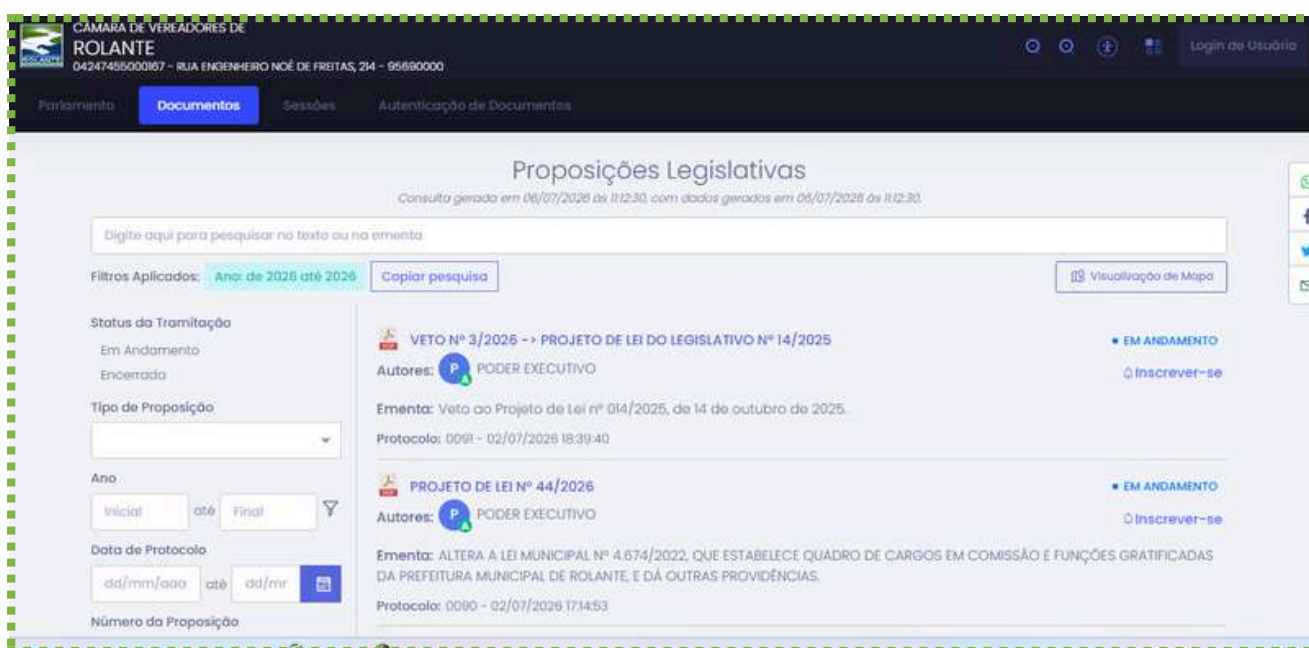 CÂMARA DE VEREADORES DE
ROLANTE
04247455000167 - RUA ENGENHEIRO NOÉ DE FREITAS, 214 - 95690000
Login de Usuário
Parlamento
Documentos
Sessões
Autenticação de Documentos
Proposições Legislativas
Consulta gerada em 06/07/2026 às 11:12:30, com dados gerados em 06/07/2026 às 11:12:30.
Digite aqui para pesquisar no texto ou na ementa
Filtros Aplicados: Ano: de 2026 até 2026 Copiar pesquisa
Visualização de Mapa
Status da Tramitação
Em Andamento
Encerrada
Tipo de Proposição
Ano
Inicial até Final
Data de Protocolo
dd/mm/aaa até dd/mr
Número da Proposição
VETO Nº 3/2026 -> PROJETO DE LEI DO LEGISLATIVO Nº 14/2025
EM ANDAMENTO
Autores: P PODER EXECUTIVO
Inscrever-se
Ementa: Veto ao Projeto de Lei nº 014/2025, de 14 de outubro de 2025.
Protocolo: 0091 - 02/07/2026 18:39:40
PROJETO DE LEI Nº 44/2026
EM ANDAMENTO
Autores: P PODER EXECUTIVO
Inscrever-se
Ementa: ALTERA A LEI MUNICIPAL Nº 4.674/2022, QUE ESTABELECE QUADRO DE CARGOS EM COMISSÃO E FUNÇÕES GRATIFICADAS
DA PREFEITURA MUNICIPAL DE ROLANTE, E DÁ OUTRAS PROVIDÊNCIAS.
Protocolo: 0090 - 02/07/2026 17:14:53